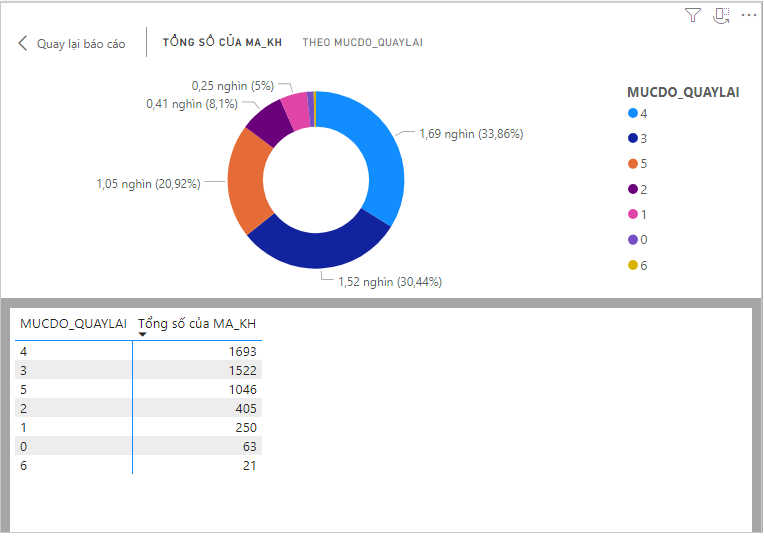 Quay lại báo cáo
TỔNG SỐ CỦA MA_KH THEO MUCDO_QUAYLAI
0,25 nghìn (5%)
0,41 nghìn (8,1%)
1,69 nghìn (33,86%)
1,05 nghìn (20,92%)
1,52 nghìn (30,44%)
MUCDO_QUAYLAI
4
3
5
2
1
0
6
MUCDO_QUAYLAI Tổng số của MA_KH
4 1693
3 1522
5 1046
2 405
1 250
0 63
6 21